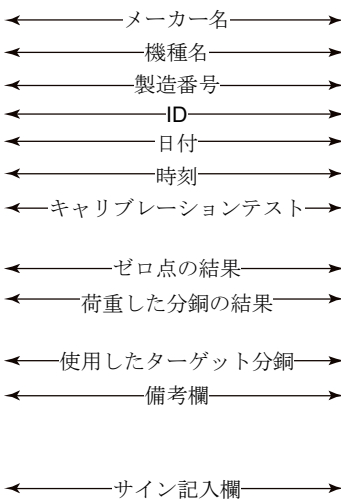 メーカー名
機種名
製造番号
ID
日付
時刻
キャリブレーションテスト
ゼロ点の結果
荷重した分銅の結果
使用したターゲット分銅
備考欄
サイン記入欄